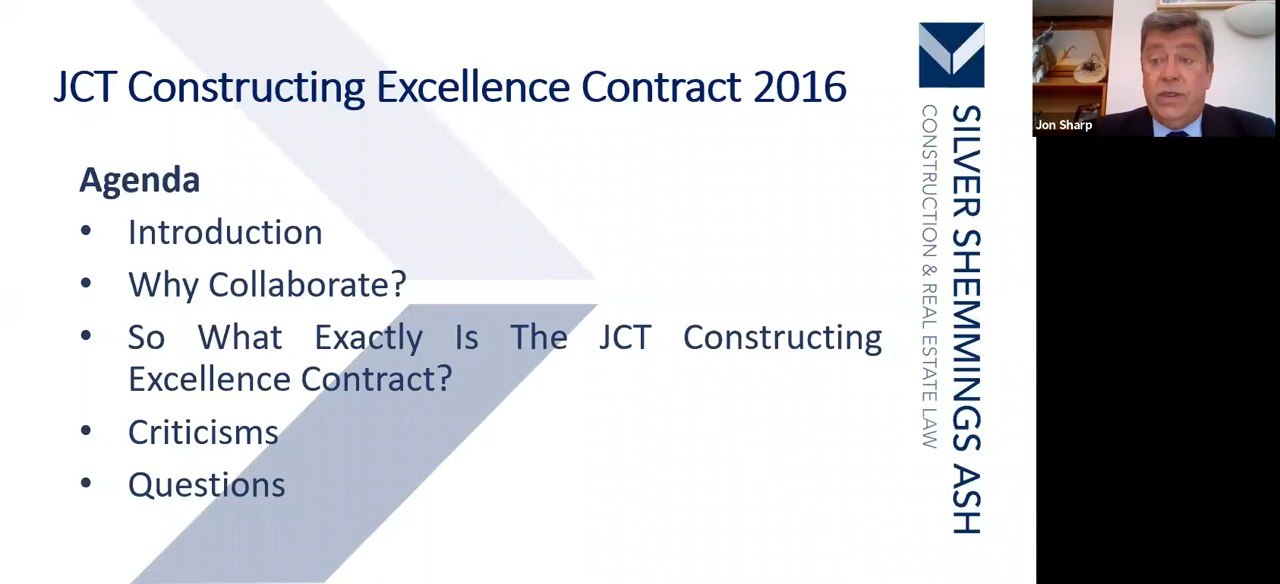 JCT Constructing Excellence Contract 2016
Agenda
• Introduction
• Why Collaborate?
• So What Exactly Is The JCT Constructing
Excellence Contract?
• Criticisms
• Questions
SILVER SHEMMINGS ASH
CONSTRUCTION & REAL ESTATE LAW
Jon Sharp